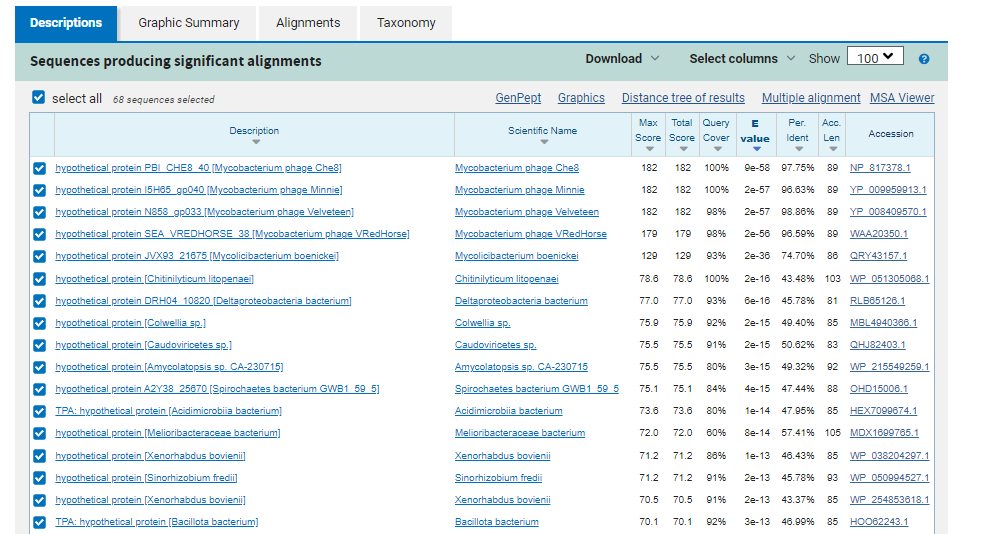 Descriptions Graphic Summary Alignments Taxonomy
Sequences producing significant alignments Download Select columns Show 100
select all 68 sequences selected GenPept Graphics Distance tree of results Multiple alignment MSA Viewer
Description Scientific Name Max Score Total Score Query Cover E value Per. Ident Acc. Len Accession
hypothetical protein PBI_CHE8_40 [Mycobacterium phage Che8] Mycobacterium phage Che8 182 182 100% 9e-58 97.75% 89 NP_817378.1
hypothetical protein I5H65_gp040 [Mycobacterium phage Minnie] Mycobacterium phage Minnie 182 182 100% 2e-57 96.63% 89 YP_009959913.1
hypothetical protein N858_gp033 [Mycobacterium phage Velveteen] Mycobacterium phage Velveteen 182 182 98% 2e-57 98.86% 89 YP_008409570.1
hypothetical protein SEA_VREDHORSE_38 [Mycobacterium phage VRedHorse] Mycobacterium phage VRedHorse 179 179 98% 2e-56 96.59% 89 WAA20350.1
hypothetical protein JVX93_21675 [Mycolicibacterium boenickei] Mycolicibacterium boenickei 129 129 93% 2e-36 74.70% 86 QRY43157.1
hypothetical protein [Chitinilyticum litopenaei] Chitinilyticum litopenaei 78.6 78.6 100% 2e-16 43.48% 103 WP_051305068.1
hypothetical protein DRH04_10820 [Deltaproteobacteria bacterium] Deltaproteobacteria bacterium 77.0 77.0 93% 6e-16 45.78% 81 RLB65126.1
hypothetical protein [Colwellia sp.] Colwellia sp. 75.9 75.9 92% 2e-15 49.40% 85 MBL4940366.1
hypothetical protein [Caudoviricetes sp.] Caudoviricetes sp. 75.5 75.5 91% 2e-15 50.62% 83 QHJ82403.1
hypothetical protein [Amycolatopsis sp. CA-230715] Amycolatopsis sp. CA-230715 75.5 75.5 80% 3e-15 49.32% 92 WP_215549259.1
hypothetical protein A2Y38_25670 [Spirochaetes bacterium GWB1_59_5] Spirochaetes bacterium GWB1_59_5 75.1 75.1 84% 4e-15 47.44% 88 OHD15006.1
TPA: hypothetical protein [Acidimicrobiia bacterium] Acidimicrobiia bacterium 73.6 73.6 80% 1e-14 47.95% 85 HEX7099674.1
hypothetical protein [Melioribacteraceae bacterium] Melioribacteraceae bacterium 72.0 72.0 60% 8e-14 57.41% 105 MDX1699765.1
hypothetical protein [Xenorhabdus bovienii] Xenorhabdus bovienii 71.2 71.2 86% 1e-13 46.43% 85 WP_038204297.1
hypothetical protein [Sinorhizobium fredii] Sinorhizobium fredii 71.2 71.2 91% 2e-13 45.78% 93 WP_050994527.1
hypothetical protein [Xenorhabdus bovienii] Xenorhabdus bovienii 70.5 70.5 91% 2e-13 43.37% 85 WP_254853618.1
TPA: hypothetical protein [Bacillota bacterium] Bacillota bacterium 70.1 70.1 92% 3e-13 46.99% 85 HOO62243.1